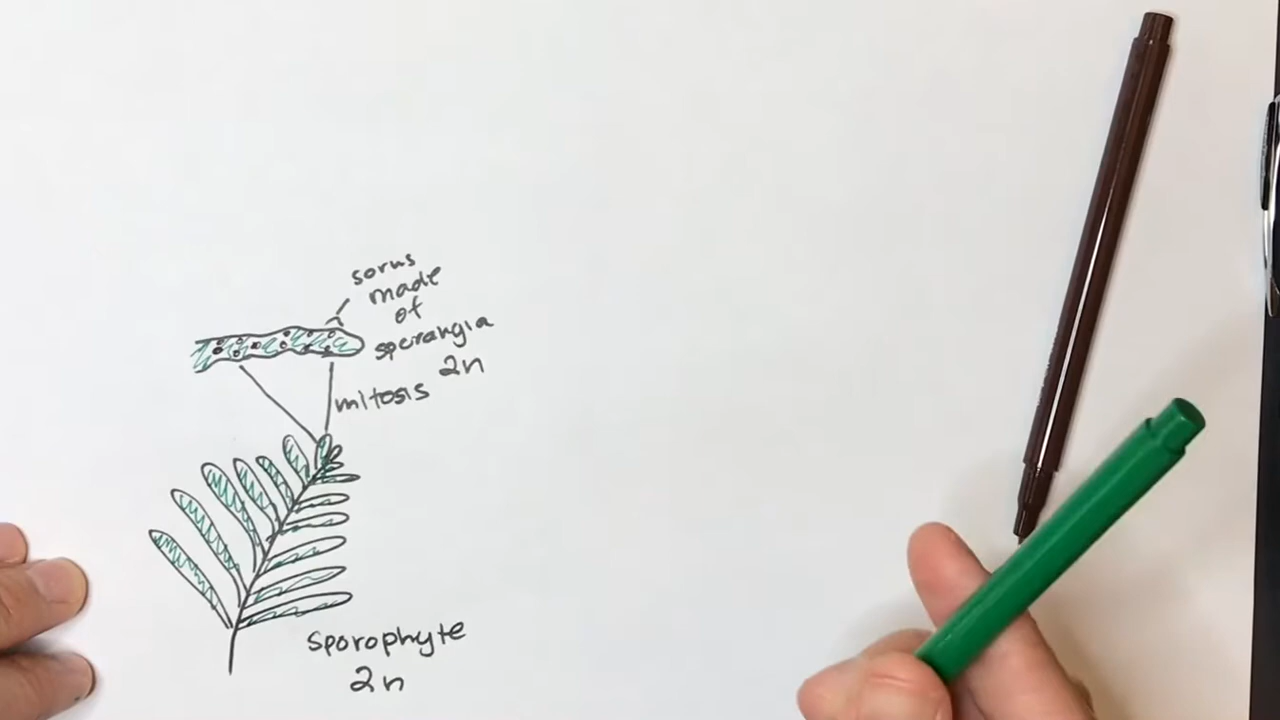 sorus
made
of
sporangia
2n
mitosis
sporophyte
2n